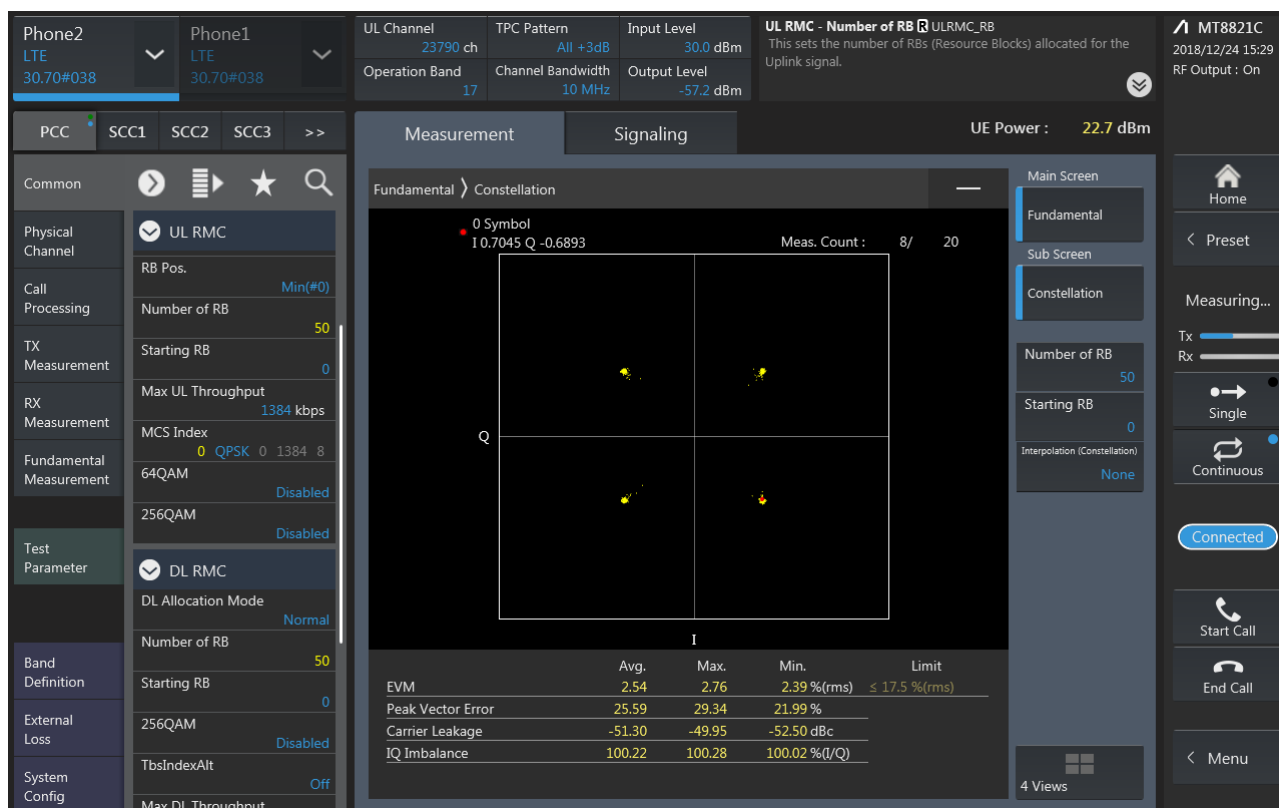 Phone2
LTE
30.70#038
Phone1
LTE
30.70#038
UL Channel
23790 ch
Operation Band
17
TPC Pattern
All +3dB
Channel Bandwidth
10 MHz
Input Level
30.0 dBm
Output Level
-57.2 dBm
UL RMC - Number of RB R ULRMC_RB
This sets the number of RBs (Resource Blocks) allocated for the
Uplink signal.
MT8821C
2018/12/24 15:29
RF Output : On
PCC
SCC1
SCC2
SCC3
>>
Measurement
Signaling
UE Power : 22.7 dBm
Common
Physical
Channel
Call
Processing
TX
Measurement
RX
Measurement
Fundamental
Measurement
Test
Parameter
Band
Definition
External
Loss
System
Config
UL RMC
RB Pos.
Min(#0)
Number of RB
50
Starting RB
0
Max UL Throughput
1384 kbps
MCS Index
0 QPSK 0 1384 8
64QAM
Disabled
256QAM
Disabled
DL RMC
DL Allocation Mode
Normal
Number of RB
50
Starting RB
0
256QAM
Disabled
TbsIndexAlt
Off
Max DL Throughput
Fundamental 〉 Constellation
0 Symbol
I 0.7045 Q -0.6893
Meas. Count : 8/ 20
Q
I
Avg. Max. Min. Limit
EVM 2.54 2.76 2.39 %(rms) ≤ 17.5 %(rms)
Peak Vector Error 25.59 29.34 21.99 %
Carrier Leakage -51.30 -49.95 -52.50 dBc
IQ Imbalance 100.22 100.28 100.02 %(I/Q)
Main Screen
Fundamental
Sub Screen
Constellation
Number of RB
50
Starting RB
0
Interpolation (Constellation)
None
4 Views
Home
< Preset
Measuring...
Tx
Rx
Single
Continuous
Connected
Start Call
End Call
< Menu